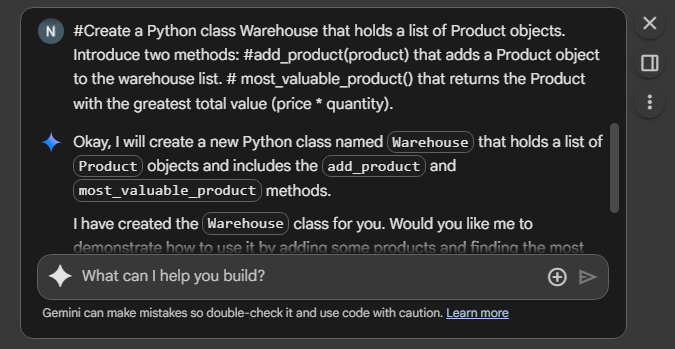 N
#Create a Python class Warehouse that holds a list of Product objects.
Introduce two methods: #add_product(product) that adds a Product object
to the warehouse list. # most_valuable_product() that returns the Product
with the greatest total value (price * quantity).
Okay, I will create a new Python class named Warehouse that holds a list of
Product objects and includes the add_product and
most_valuable_product methods.
I have created the Warehouse class for you. Would you like me to
demonstrate how to use it by adding some products and finding the most
What can I help you build?
Gemini can make mistakes so double-check it and use code with caution. Learn more